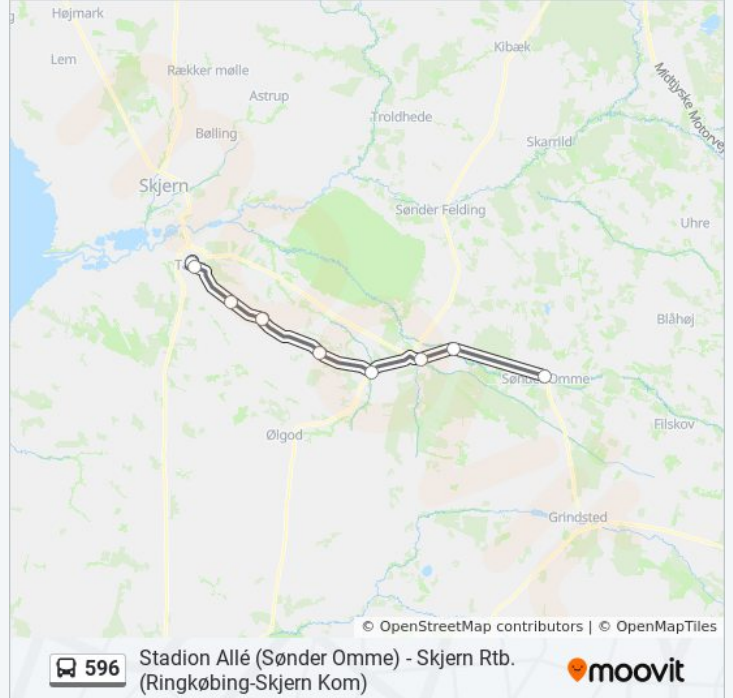 Højmark
Lem
Kibæk
Rækker mølle
Astrup
Troldhede
Midtjyske Motorvej
Bølling
Skarrild
Skjern
Sønder Felding
Uhre
Blåhøj
Sønder Omme
Filskov
Ølgod
Grindsted
© OpenStreetMap contributors | © OpenMapTiles
596
Stadion Allé (Sønder Omme) - Skjern Rtb.
(Ringkøbing-Skjern Kom)
moovit